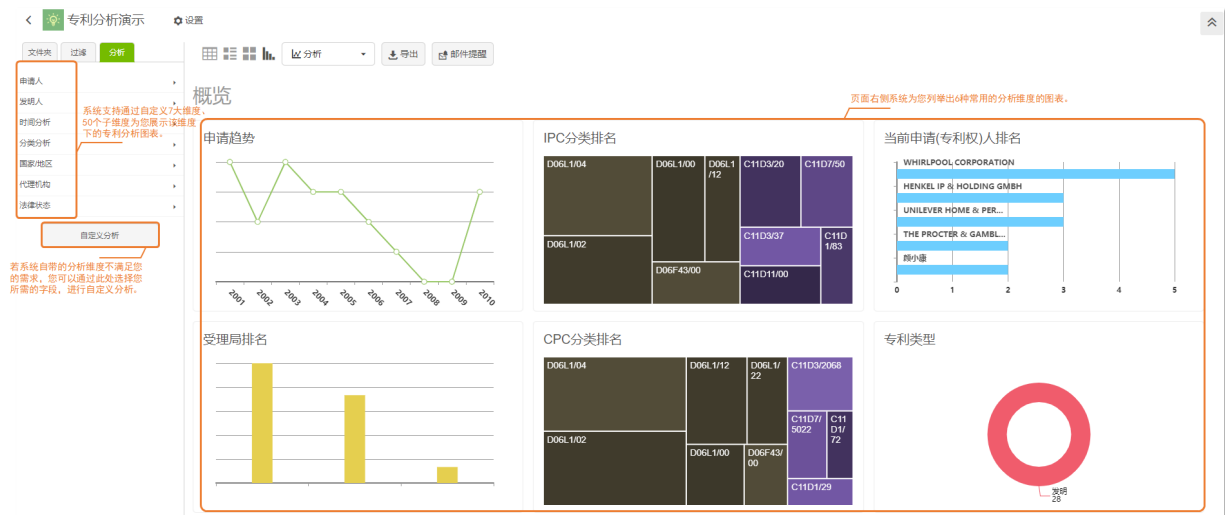 专利分析演示
设置
文件夹
过滤
分析
分析
导出
邮件提醒
申请人
发明人
时间分析
分类分析
国家/地区
代理机构
法律状态
自定义分析
系统支持通过自定义7大维度,
50个子维度为您展示该维度
下的专利分析图表。
若系统自带的分析维度不满足您
的需求，您可以通过此处选择您
所需的字段，进行自定义分析。
概览
页面右侧系统为您列举出6种常用的分析维度的图表。
申请趋势
2001
2002
2003
2004
2005
2006
2007
2008
2009
2010
IPC分类排名
D06L1/04
D06L1/00
D06L1
/12
C11D3/20
C11D7/50
D06L1/02
C11D3/37
C11D
1/83
D06F43/00
C11D11/00
当前申请(专利权)人排名
WHIRLPOOL CORPORATION
HENKEL IP & HOLDING GMBH
UNILEVER HOME & PER...
THE PROCTER & GAMBL...
顾小康
0
1
2
3
4
5
受理局排名
CPC分类排名
D06L1/04
D06L1/12
D06L1/
22
C11D3/2068
C11D7/
5022
C11
D1/
72
D06L1/02
D06L1/00
D06F43/
00
C11D1/29
专利类型
发明
28